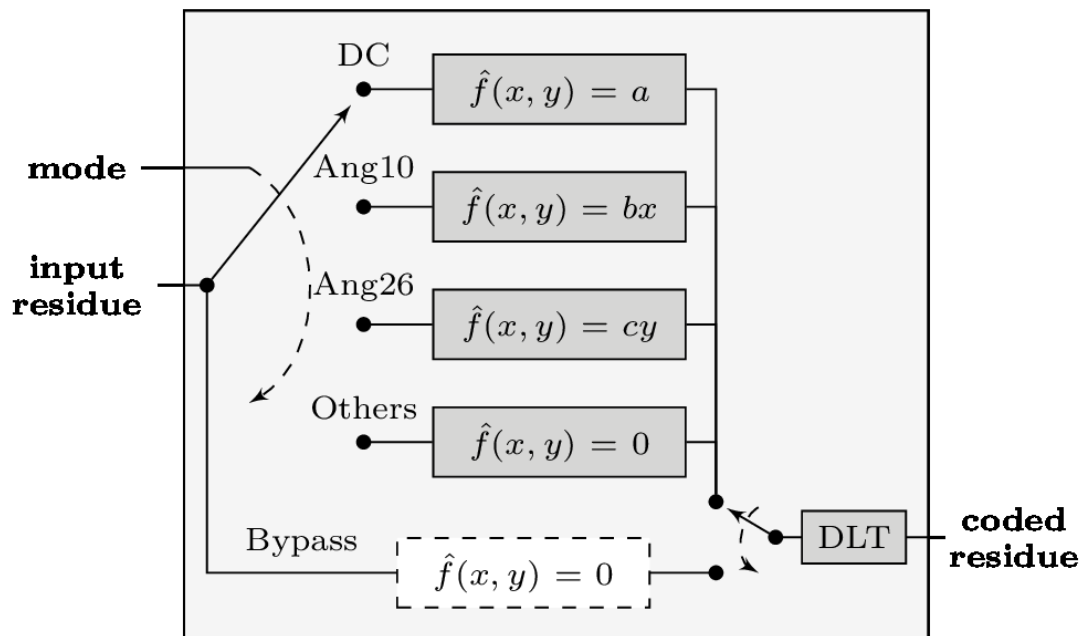 DC
f̂(x, y) = a
mode
Ang10
f̂(x, y) = bx
input
residue
Ang26
f̂(x, y) = cy
Others
f̂(x, y) = 0
Bypass
f̂(x, y) = 0
DLT
coded
residue